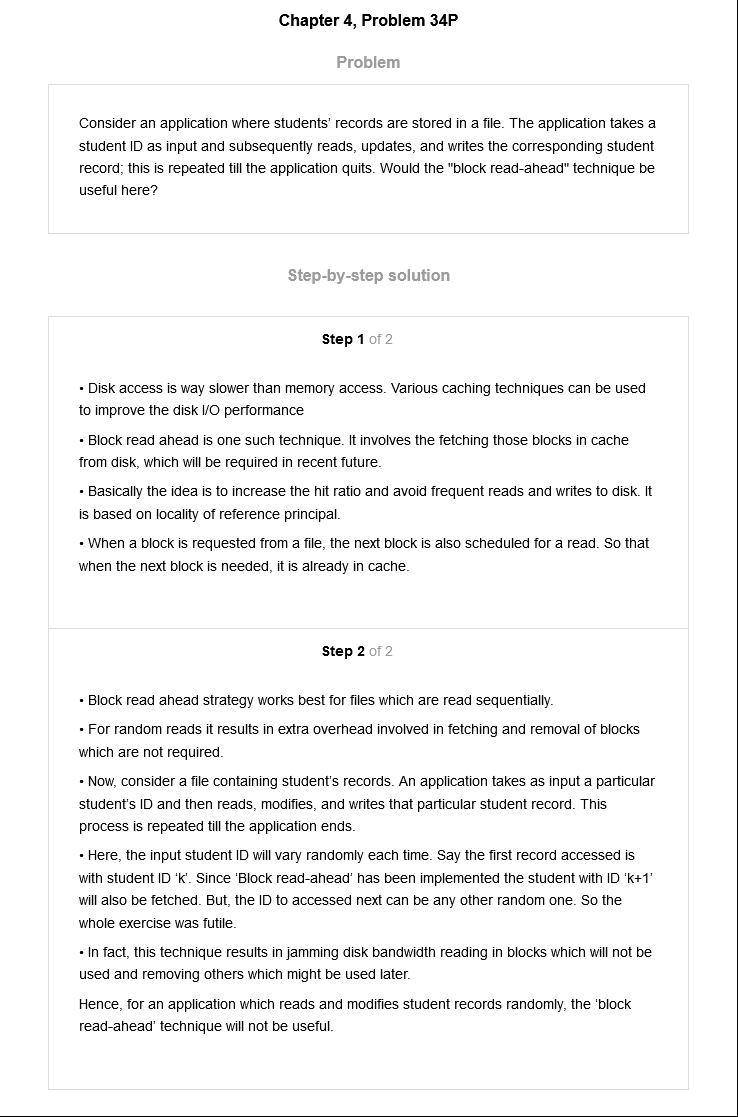 Chapter 4, Problem 34P
Problem
Consider an application where students’ records are stored in a file. The application takes a
student ID as input and subsequently reads, updates, and writes the corresponding student
record; this is repeated till the application quits. Would the "block read-ahead" technique be
useful here?
Step-by-step solution
Step 1 of 2
• Disk access is way slower than memory access. Various caching techniques can be used
to improve the disk I/O performance
• Block read ahead is one such technique. It involves the fetching those blocks in cache
from disk, which will be required in recent future.
• Basically the idea is to increase the hit ratio and avoid frequent reads and writes to disk. It
is based on locality of reference principal.
• When a block is requested from a file, the next block is also scheduled for a read. So that
when the next block is needed, it is already in cache.
Step 2 of 2
• Block read ahead strategy works best for files which are read sequentially.
• For random reads it results in extra overhead involved in fetching and removal of blocks
which are not required.
• Now, consider a file containing student’s records. An application takes as input a particular
student’s ID and then reads, modifies, and writes that particular student record. This
process is repeated till the application ends.
• Here, the input student ID will vary randomly each time. Say the first record accessed is
with student ID ‘k’. Since ‘Block read-ahead’ has been implemented the student with ID ‘k+1’
will also be fetched. But, the ID to accessed next can be any other random one. So the
whole exercise was futile.
• In fact, this technique results in jamming disk bandwidth reading in blocks which will not be
used and removing others which might be used later.
Hence, for an application which reads and modifies student records randomly, the ‘block
read-ahead’ technique will not be useful.